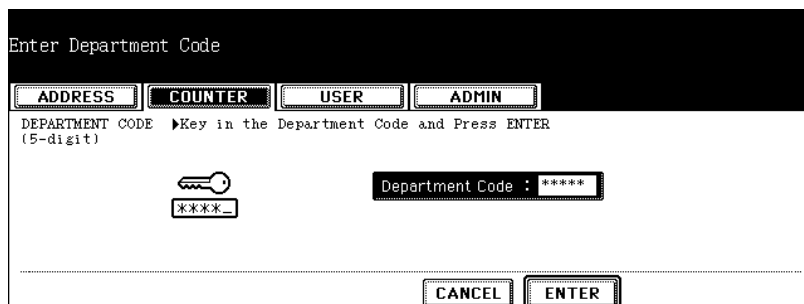 Enter Department Code
ADDRESS COUNTER USER ADMIN
DEPARTMENT CODE ▶Key in the Department Code and Press ENTER
(5-digit)
Department Code : *****
****_
CANCEL ENTER